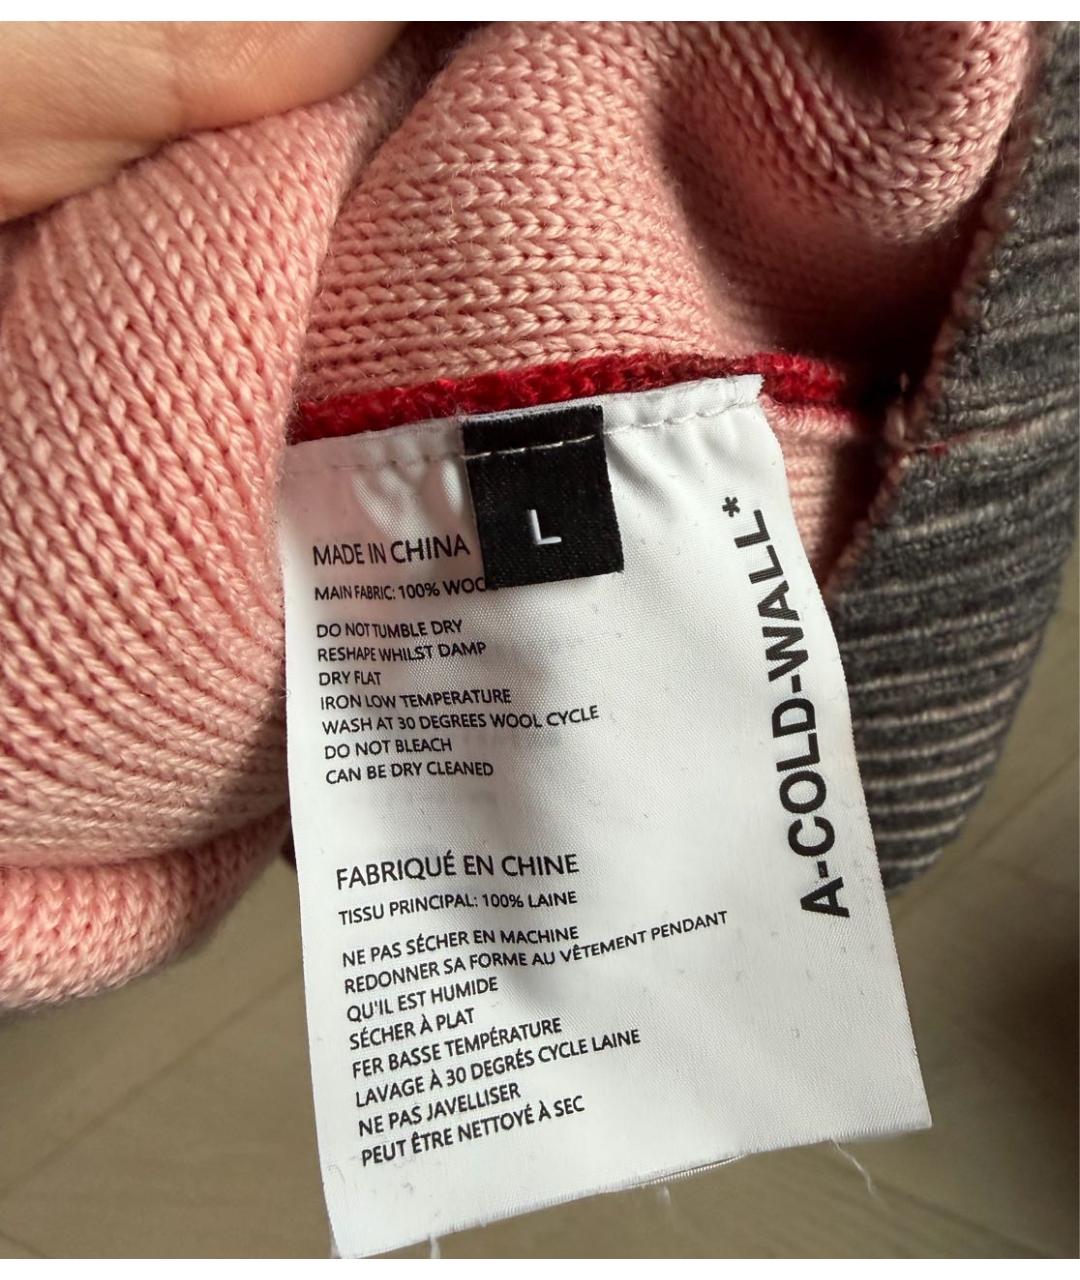 L
MADE IN CHINA
MAIN FABRIC: 100%
DO NOT TUMBLE DRY
RESHAPE WHILST DAMP
DRY FLAT
IRON LOW TEMPERATURE
WASH AT 30 DEGREES WOOL CYCLE
DO NOT BLEACH
CAN BE DRY CLEANED
FABRIQUÉ EN CHINE
TISSU PRINCIPAL: 100% LAINE
NE PAS SÉCHER EN MACHINE
REDONNER SA FORME AU VÊTEMENT PENDANT
QU'IL EST HUMIDE
SÉCHER À PLAT
FER BASSE TEMPÉRATURE
LAVAGE À 30 DEGRÉS CYCLE LAINE
NE PAS JAVELLISER
PEUT ÊTRE NETTOYÉ À SEC
A-COLD-WALL*